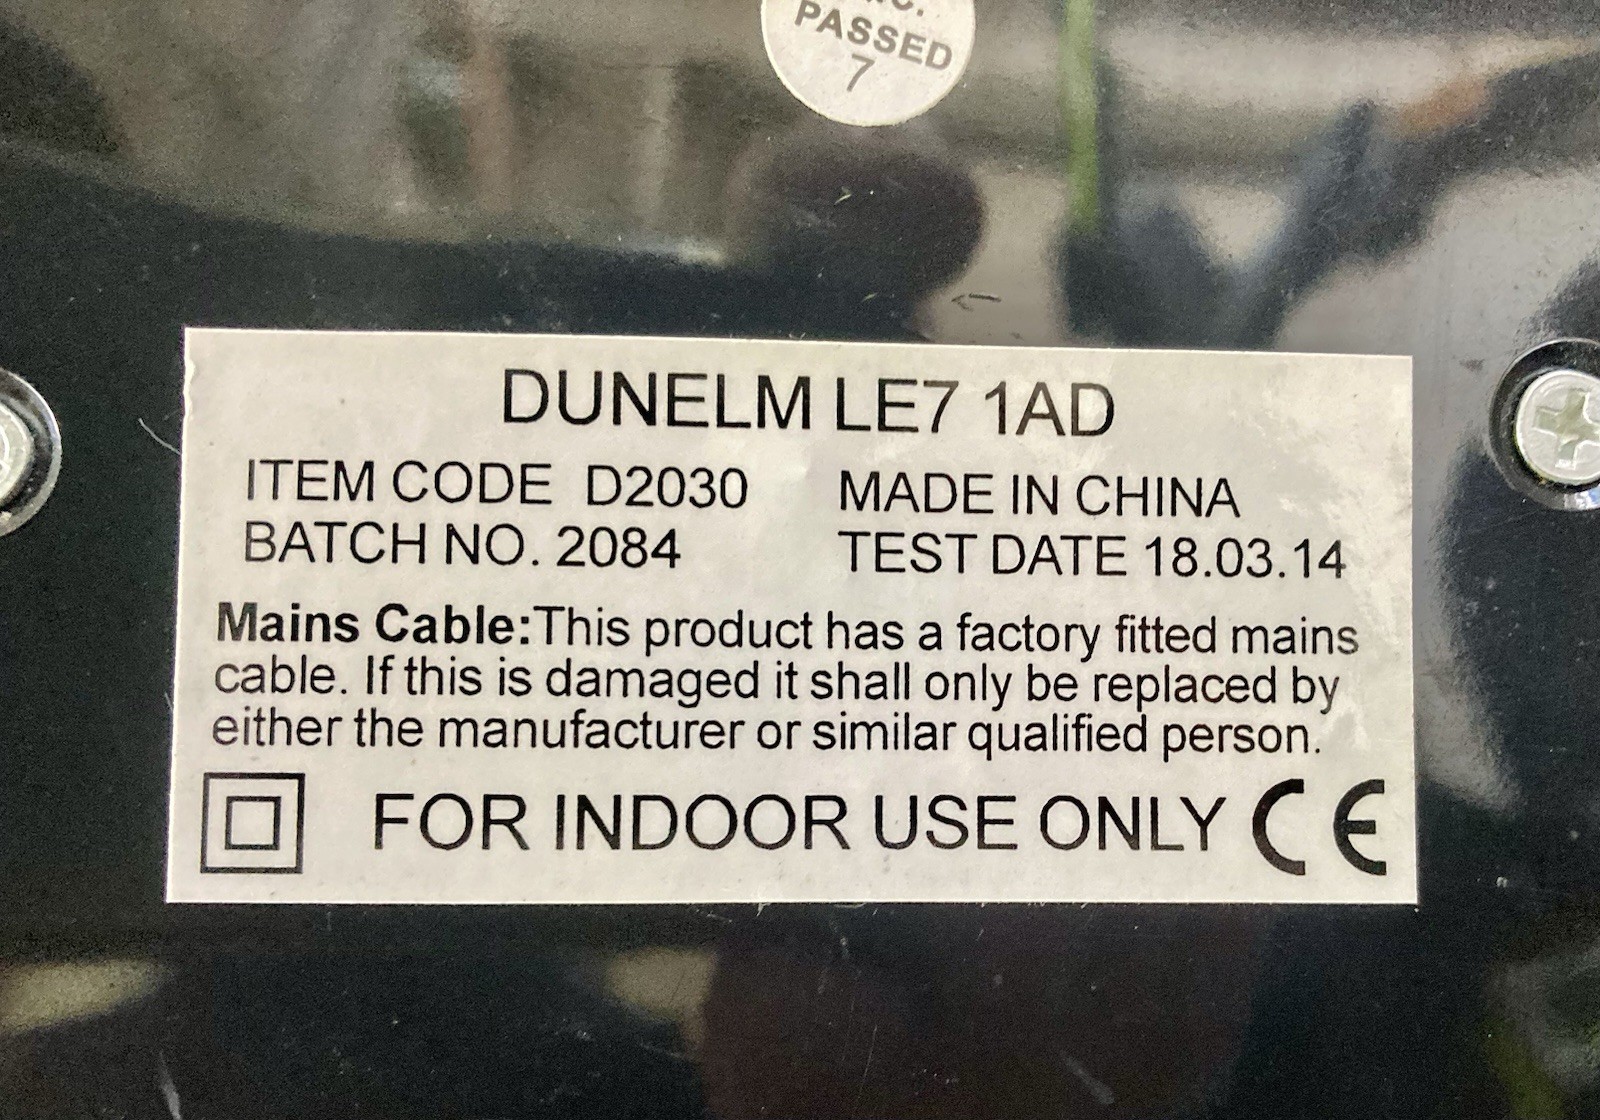 PASSED
7
DUNELM LE7 1AD
ITEM CODE D2030 MADE IN CHINA
BATCH NO. 2084 TEST DATE 18.03.14
Mains Cable:This product has a factory fitted mains
cable. If this is damaged it shall only be replaced by
either the manufacturer or similar qualified person.
FOR INDOOR USE ONLY CE